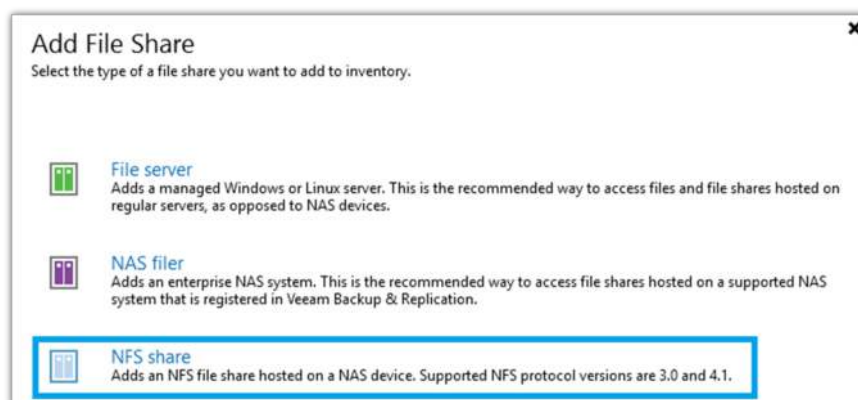 Add File Share
Select the type of a file share you want to add to inventory.
File server
Adds a managed Windows or Linux server. This is the recommended way to access files and file shares hosted on
regular servers, as opposed to NAS devices.
NAS filer
Adds an enterprise NAS system. This is the recommended way to access file shares hosted on a supported NAS
system that is registered in Veeam Backup & Replication.
NFS share
Adds an NFS file share hosted on a NAS device. Supported NFS protocol versions are 3.0 and 4.1.